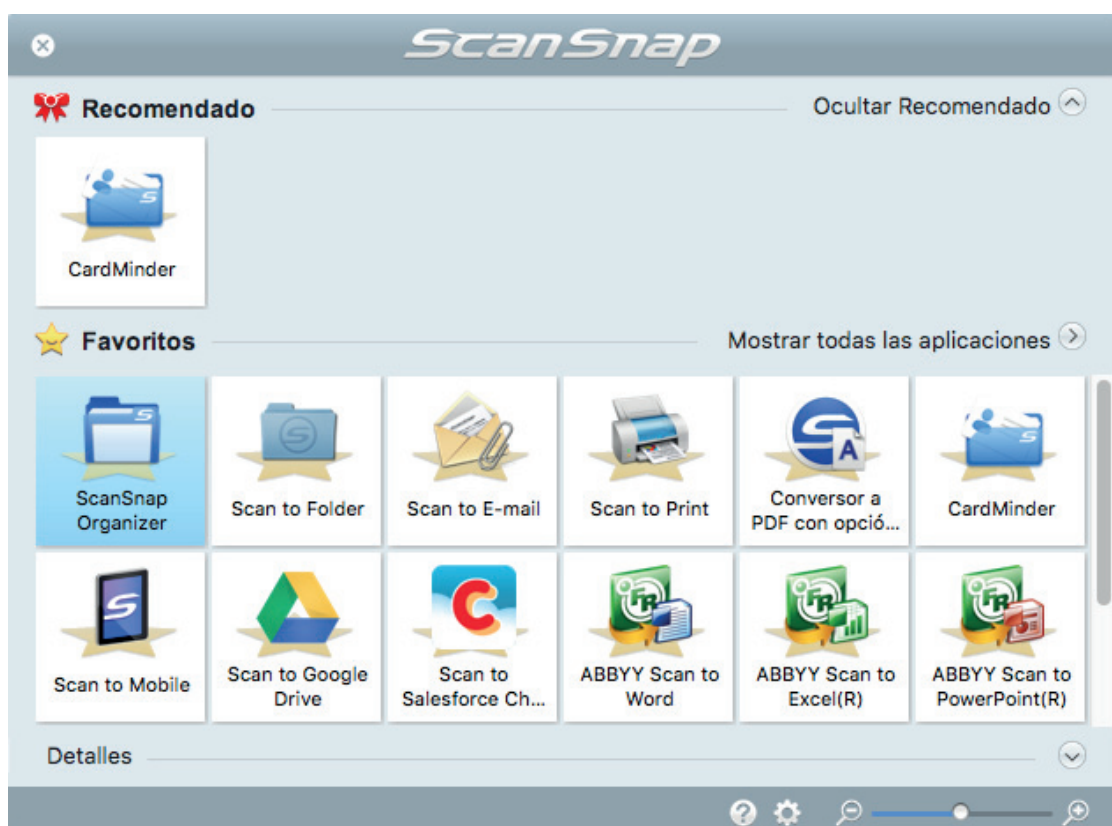 ScanSnap
Recomendado
Ocultar Recomendado
CardMinder
Favoritos
Mostrar todas las aplicaciones
ScanSnap
Organizer
Scan to Folder
Scan to E-mail
Scan to Print
Conversor a
PDF con opció...
CardMinder
Scan to Mobile
Scan to Google
Drive
Scan to
Salesforce Ch...
ABBYY Scan to
Word
ABBYY Scan to
Excel(R)
ABBYY Scan to
PowerPoint(R)
Detalles